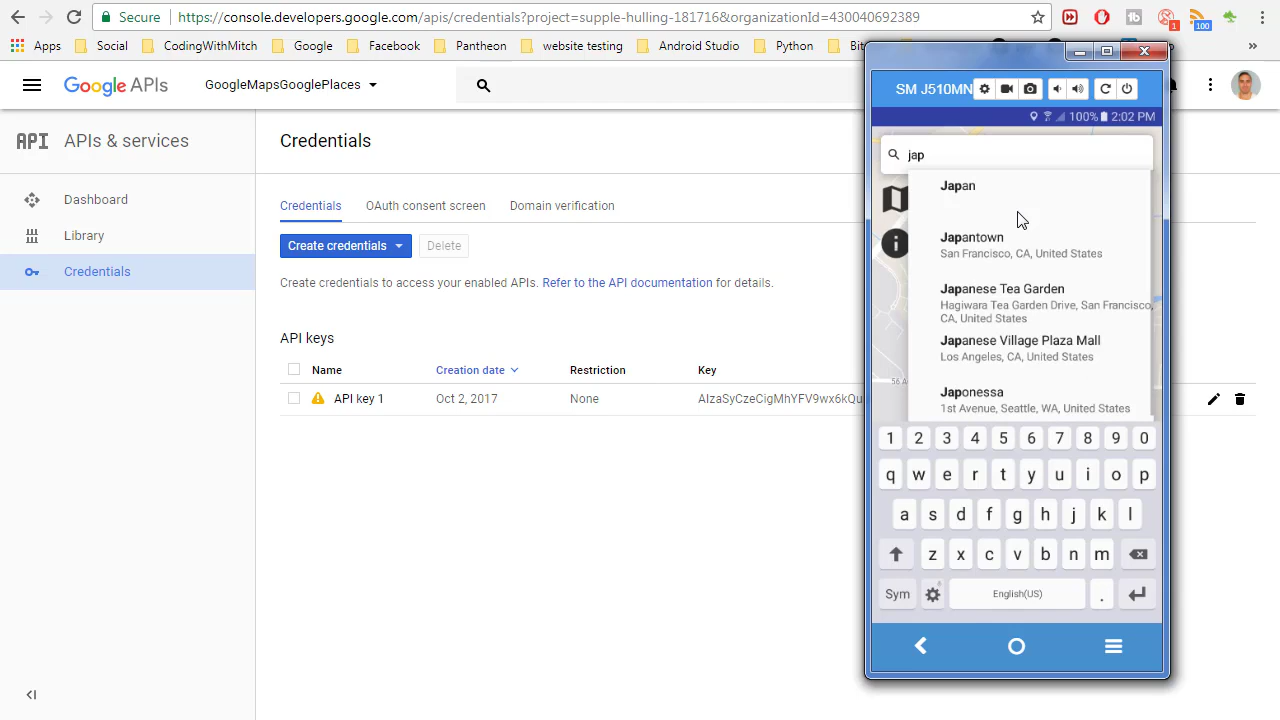 Secure https://console.developers.google.com/apis/credentials?project=supple-hulling-181716&organizationId=430040692389
1 100
Apps Social CodingWithMitch Google Facebook Pletheon website testing Android Studio Python
Google APIs GoogleMapsGooglePlaces
API APIs & services
Dashboard
Library
Credentials
Credentials
Credentials OAuth consent screen Domain verification
Create credentials Delete
Create credentials to access your enabled APIs. Refer to the API documentation for details.
API keys
Name Creation date Restriction Key
API key 1 Oct 2, 2017 None
SM J510MN
100% 2:02 PM
jap
Japan
Japantown
San Francisco, CA, United States
Japanese Tea Garden
Hagiwara Tea Garden Drive, San Francisco,
CA, United States
Japanese Village Plaza Mall
Los Angeles, CA, United States
Japonessa
1st Avenue, Seattle, WA, United States
1 2 3 4 5 6 7 8 9 0
q w e r t y u i o p
a s d f g h j k l
z x c v b n m
Sym English(US) .